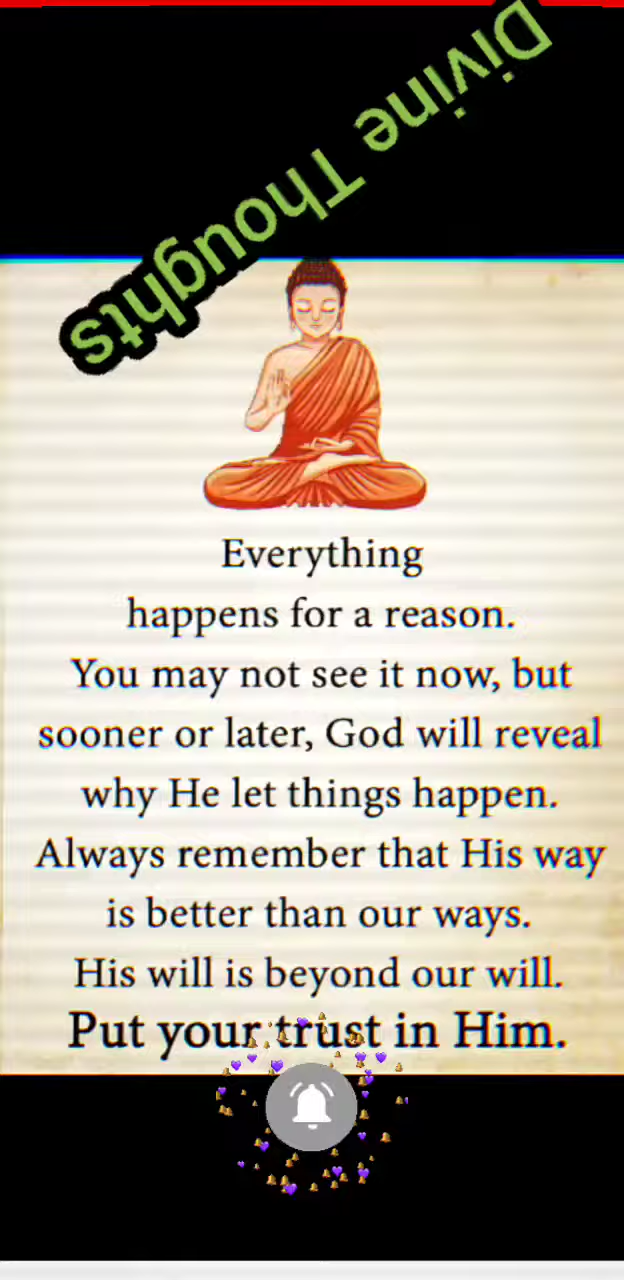 Divine Thoughts
Everything
happens for a reason.
You may not see it now, but
sooner or later, God will reveal
why He let things happen.
Always remember that His way
is better than our ways.
His will is beyond our will.
Put your trust in Him.